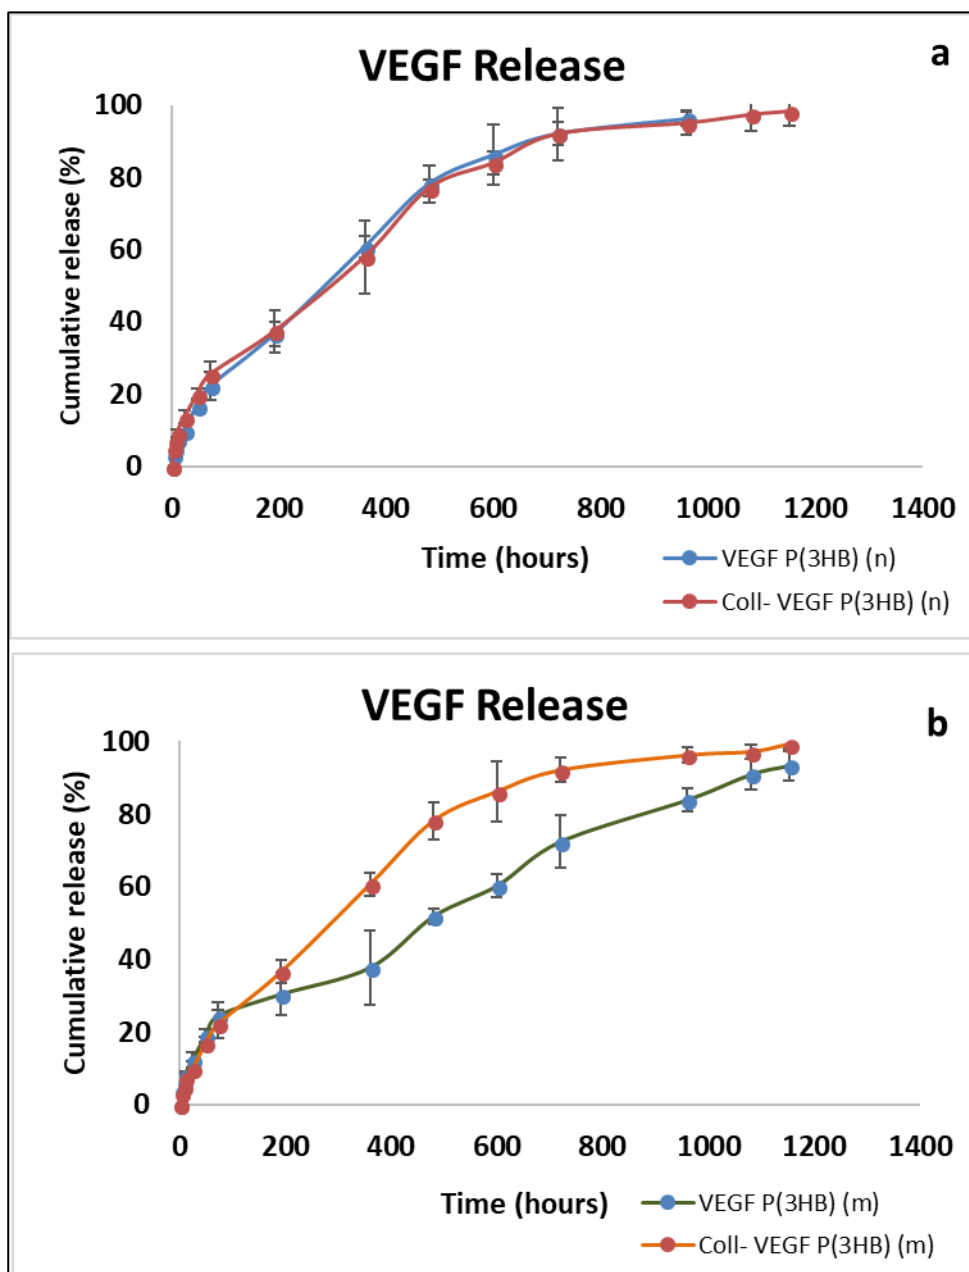 VEGF Release
a
Cumulative release (%)
100
80
60
40
20
0
0 200 400 600 800 1000 1200 1400
Time (hours)
VEGF P(3HB) (n)
Coll- VEGF P(3HB) (n)
VEGF Release
b
Cumulative release (%)
100
80
60
40
20
0
0 200 400 600 800 1000 1200 1400
Time (hours)
VEGF P(3HB) (m)
Coll- VEGF P(3HB) (m)